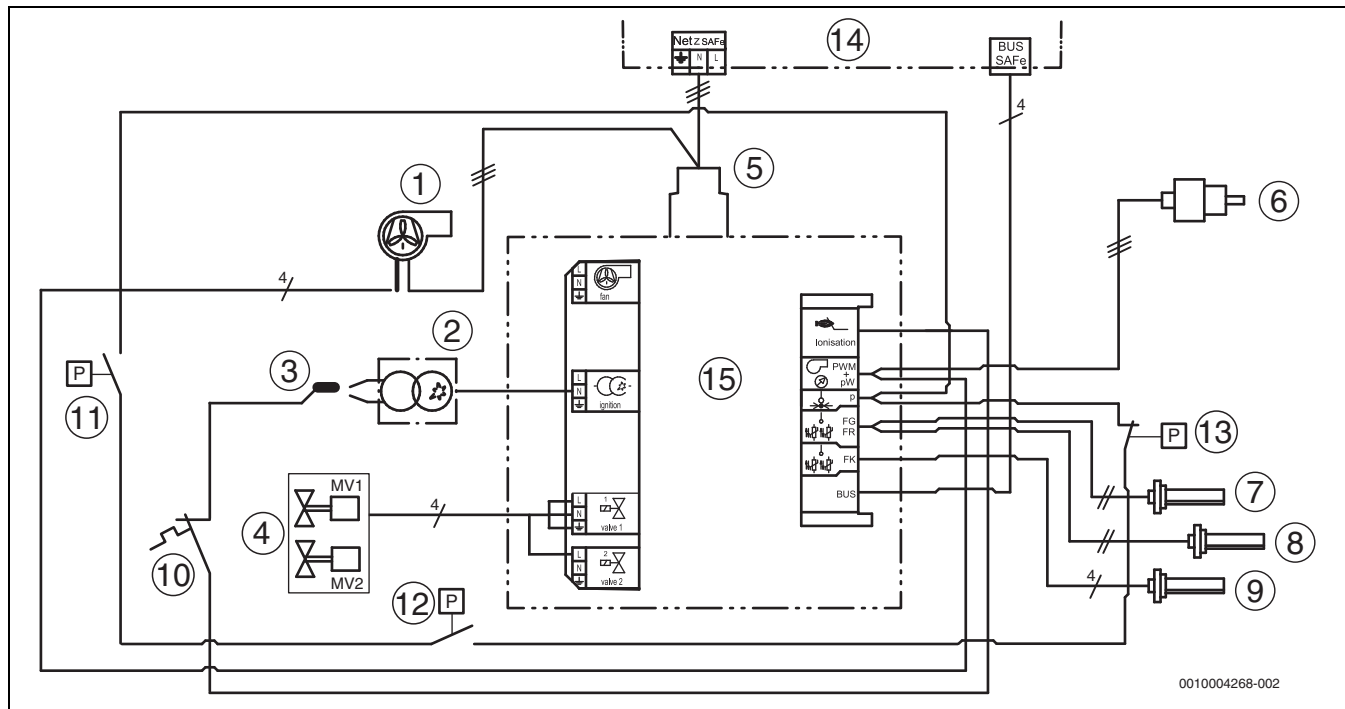 Net z SAFe
N L
14
BUS
SAFe
4
5
1
6
4
L
N
fan
2
Ionisation
15
PWM
+
pW
3
P
11
L
N
ignition
p
FG
FR
13
P
FK
7
MV1
1
L
N
valve 1
BUS
4
4
8
10
MV2
2
L
N
valve 2
4
9
12
P
0010004268-002